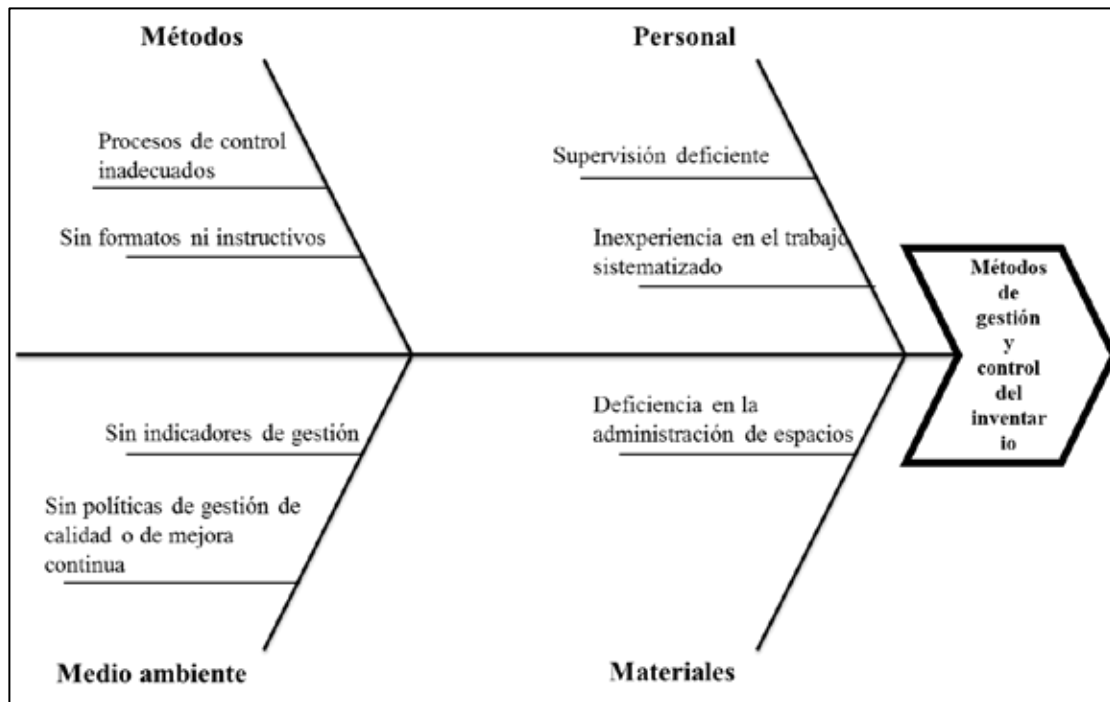 Métodos
Personal
Procesos de control
inadecuados
Sin formatos ni instructivos
Supervisión deficiente
Inexperiencia en el trabajo
sistematizado
Métodos
de
gestión
y
control
del
inventar
io
Sin indicadores de gestión
Sin políticas de gestión de
calidad o de mejora
continua
Deficiencia en la
administración de espacios
Medio ambiente
Materiales